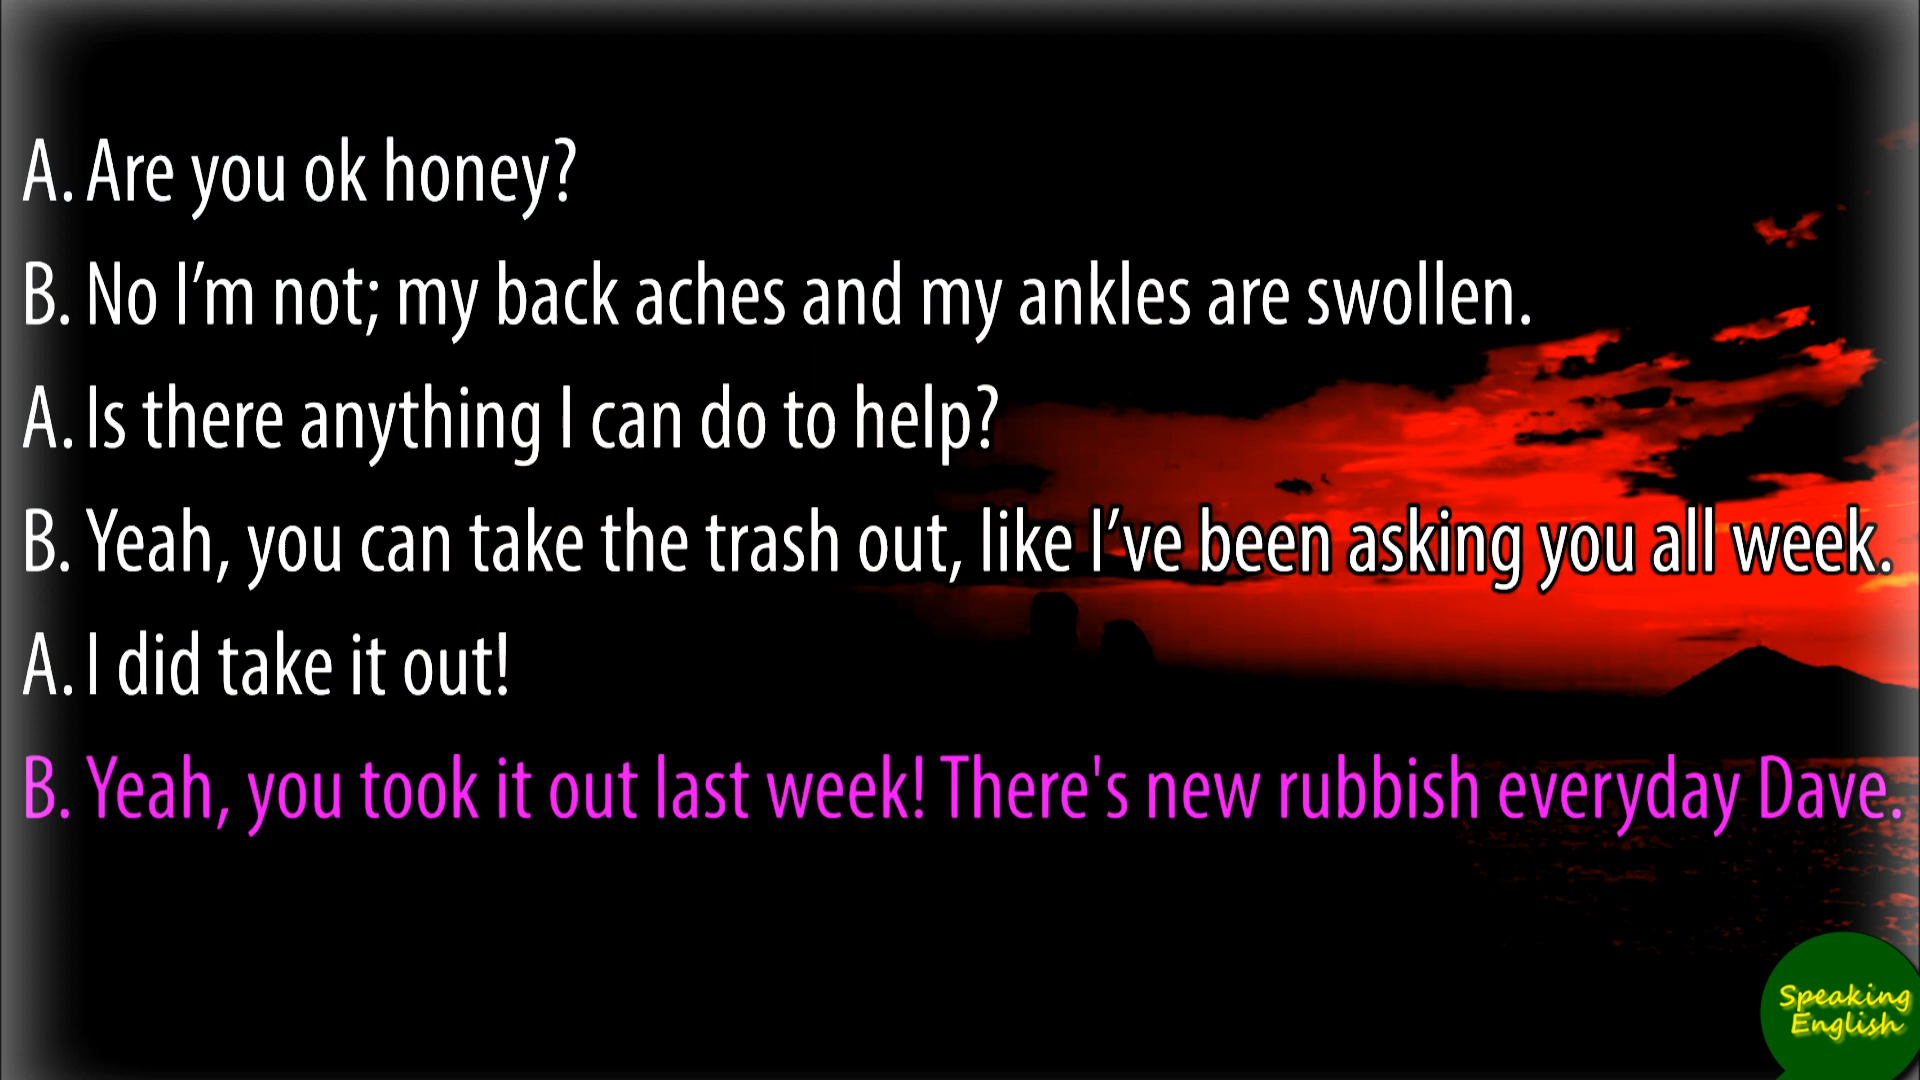 A. Are you ok honey?
B. No I’m not; my back aches and my ankles are swollen.
A. Is there anything I can do to help?
B. Yeah, you can take the trash out, like I’ve been asking you all week.
A. I did take it out!
B. Yeah, you took it out last week! There's new rubbish everyday Dave.
Speaking
English